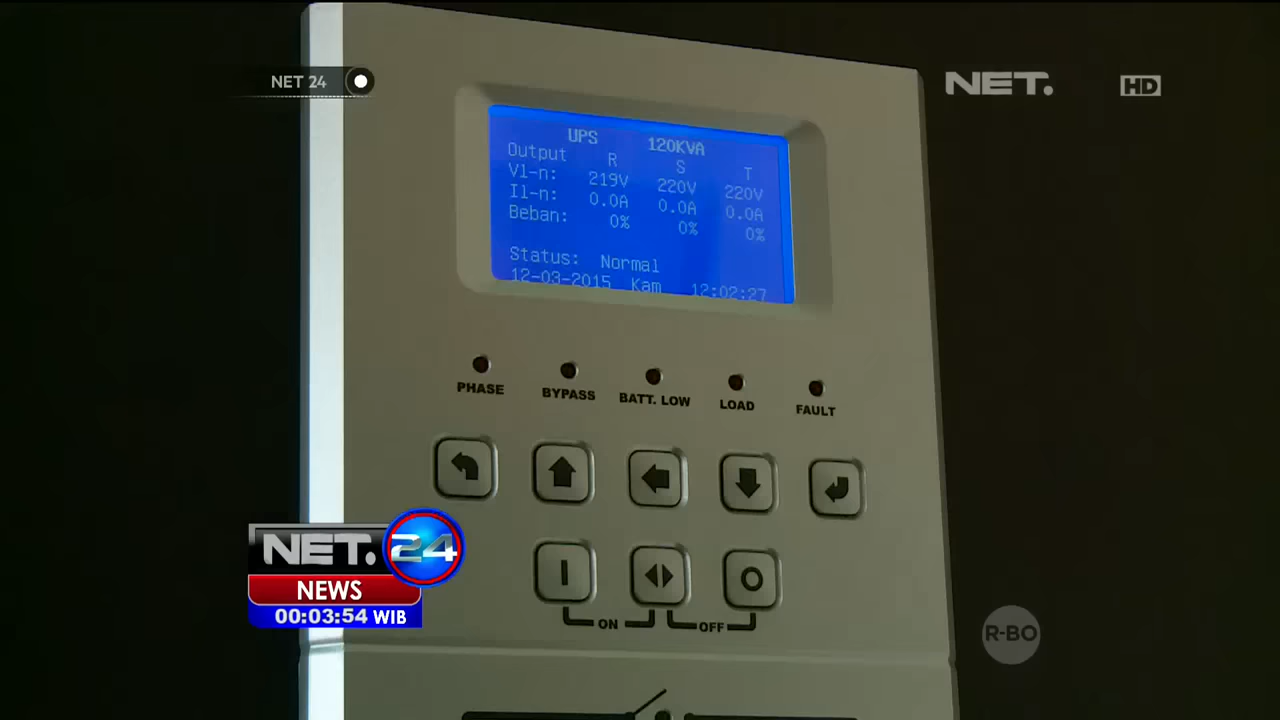 NET 24
NET.
HD
UPS 120KVA
Output R S T
Vl-n: 219V 220V 220V
Il-n: 0.0A 0.0A 0.0A
Beban: 0% 0% 0%
Status: Normal
12-03-2015 Kam 12:02:27
PHASE BYPASS BATT. LOW LOAD FAULT
ON OFF
NET. 24
NEWS
00:03:54 WIB
R-BO